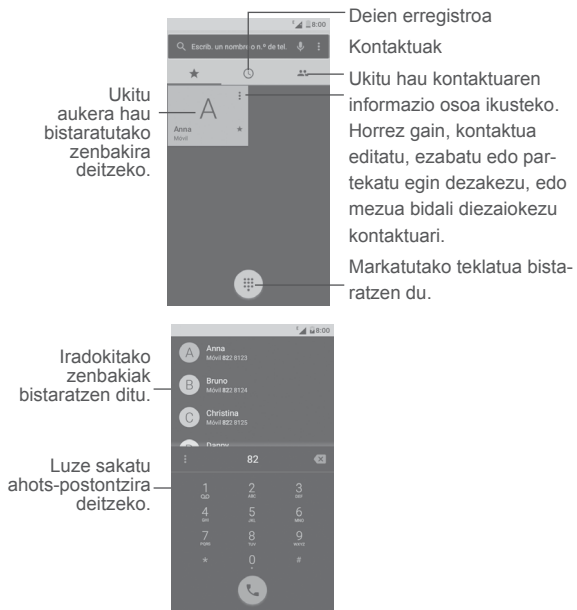 8:00
Deien erregistroa
Escrib. un nombre o n.º de tel.
Kontaktuak
Ukitu
aukera hau
bistaratutako
zenbakira
deitzeko.
A
Anna
Móvil
Ukitu hau kontaktuaren
informazio osoa ikusteko.
Horrez gain, kontaktua
editatu, ezabatu edo par-
tekatu egin dezakezu, edo
mezua bidali diezaiokezu
kontaktuari.
Markatutako teklatua bista-
ratzen du.
8:00
Iradokitako
zenbakiak
bistaratzen ditu.
A Anna
Móvil 822 8123
B Bruno
Móvil 822 8124
C Christina
Móvil 822 8125
Danny
Luze sakatu
ahots-postontzira
deitzeko.
82
1 2 3
ABC DEF
4 5 6
GHI JKL MNO
7 8 9
PQRS TUV WXYZ
* 0 #
+